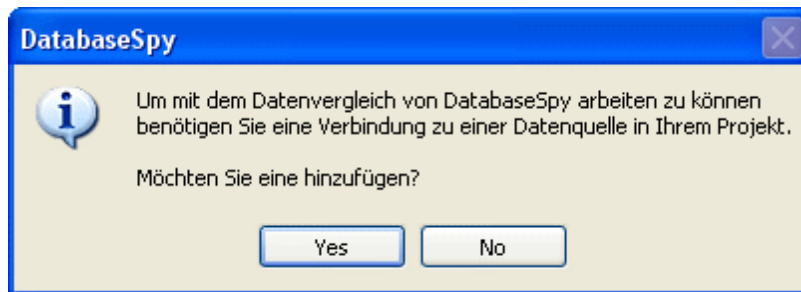 DatabaseSpy
Um mit dem Datenvergleich von DatabaseSpy arbeiten zu können
benötigen Sie eine Verbindung zu einer Datenquelle in Ihrem Projekt.
Möchten Sie eine hinzufügen?
Yes
No